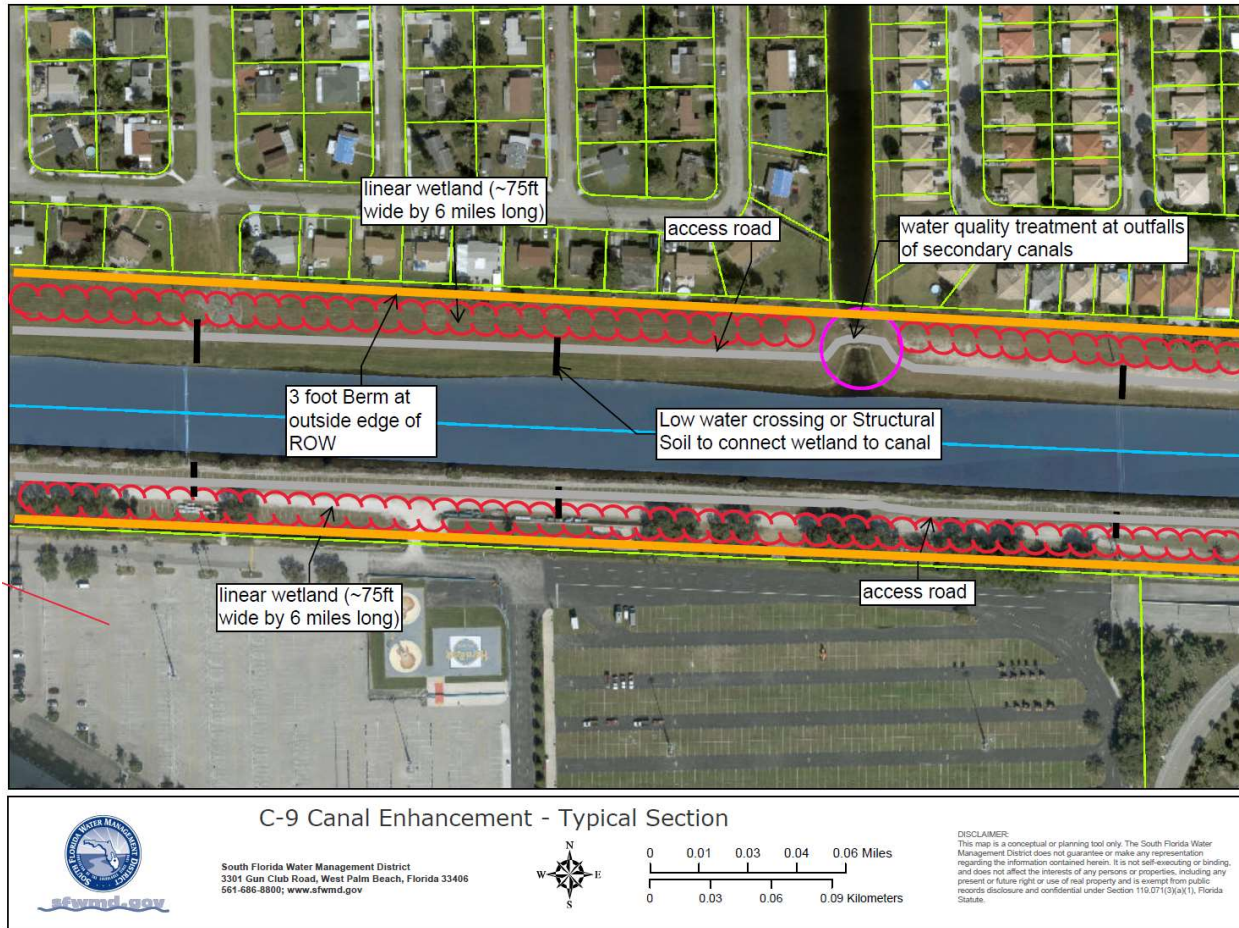 linear wetland (~75ft
wide by 6 miles long)
access road
water quality treatment at outfalls
of secondary canals
3 foot Berm at
outside edge of
ROW
Low water crossing or Structural
Soil to connect wetland to canal
linear wetland (~75ft
wide by 6 miles long)
access road
C-9 Canal Enhancement - Typical Section
SOUTH FLORIDA WATER MANAGEMENT DISTRICT
sfwmd.gov
South Florida Water Management District
3301 Gun Club Road, West Palm Beach, Florida 33406
561-686-8800; www.sfwmd.gov
N
W E
S
0 0.01 0.03 0.04 0.06 Miles
0 0.03 0.06 0.09 Kilometers
DISCLAIMER:
This map is a conceptual or planning tool only. The South Florida Water
Management District does not guarantee or make any representation
regarding the information contained herein. It is not self-executing or binding,
and does not affect the interests of any persons or properties, including any
present or future right or use of real property and is exempt from public
records disclosure and confidential under Section 119.071(3)(a)(1), Florida
Statute.